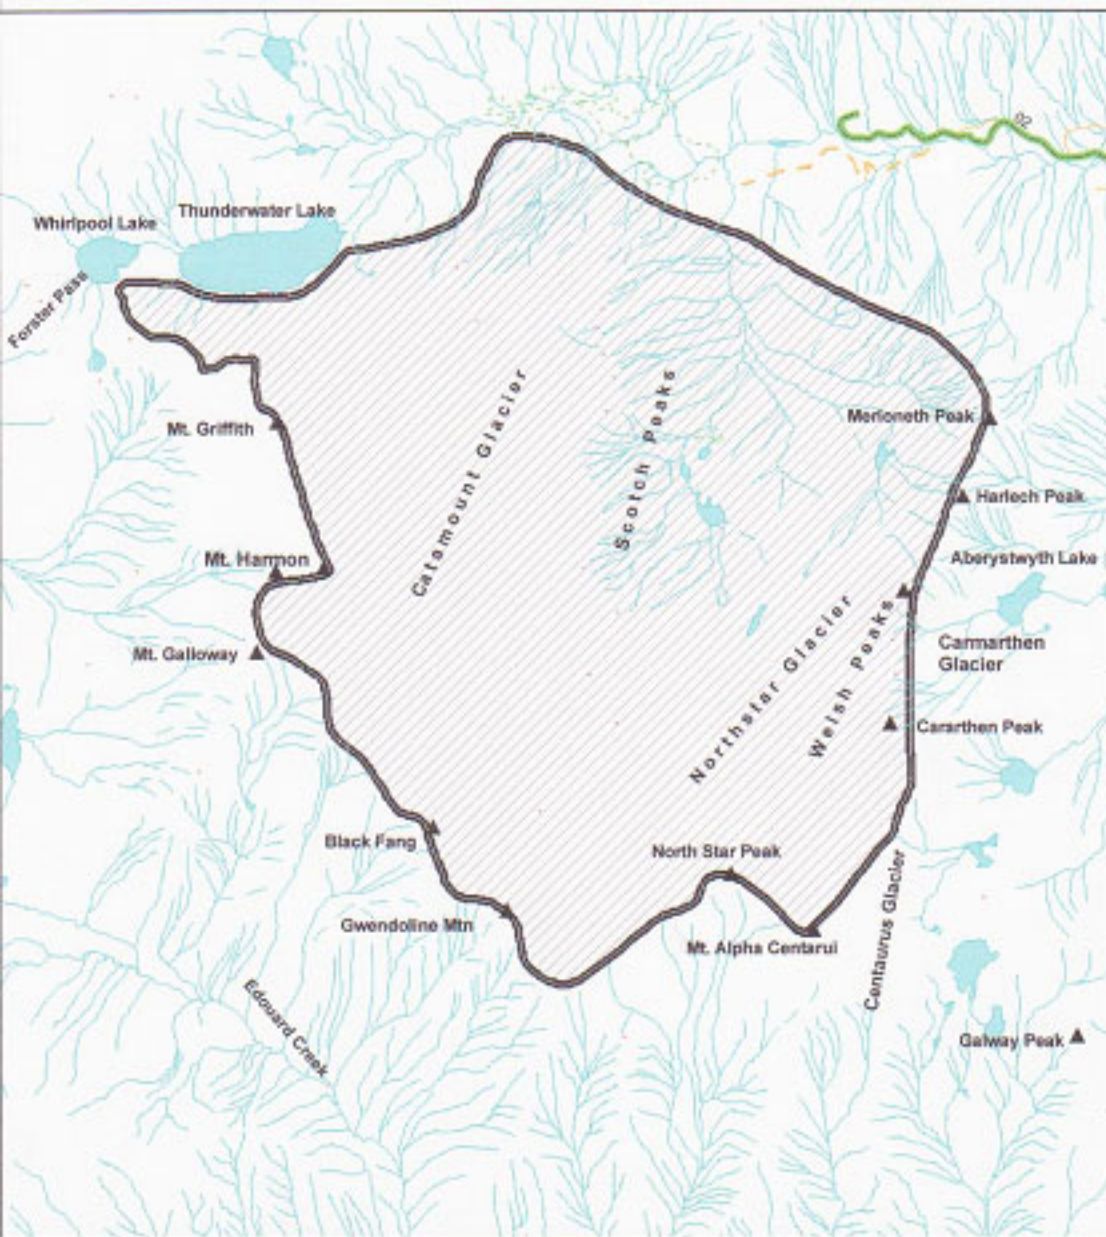 92
Whirlpool Lake
Thunderwater Lake
Forster Pass
Catamount Glacier
Scotch Peaks
Merioneth Peak
Mt. Griffith
Harlech Peak
Mt. Harmon
Aberystwyth Lake
Northstar Glacier
Welsh Peaks
Carmarthen
Glacier
Mt. Galloway
Cararthen Peak
Black Fang
North Star Peak
Gwendoline Mtn
Mt. Alpha Centarui
Centaurus Glacier
Edouard Creek
Galway Peak